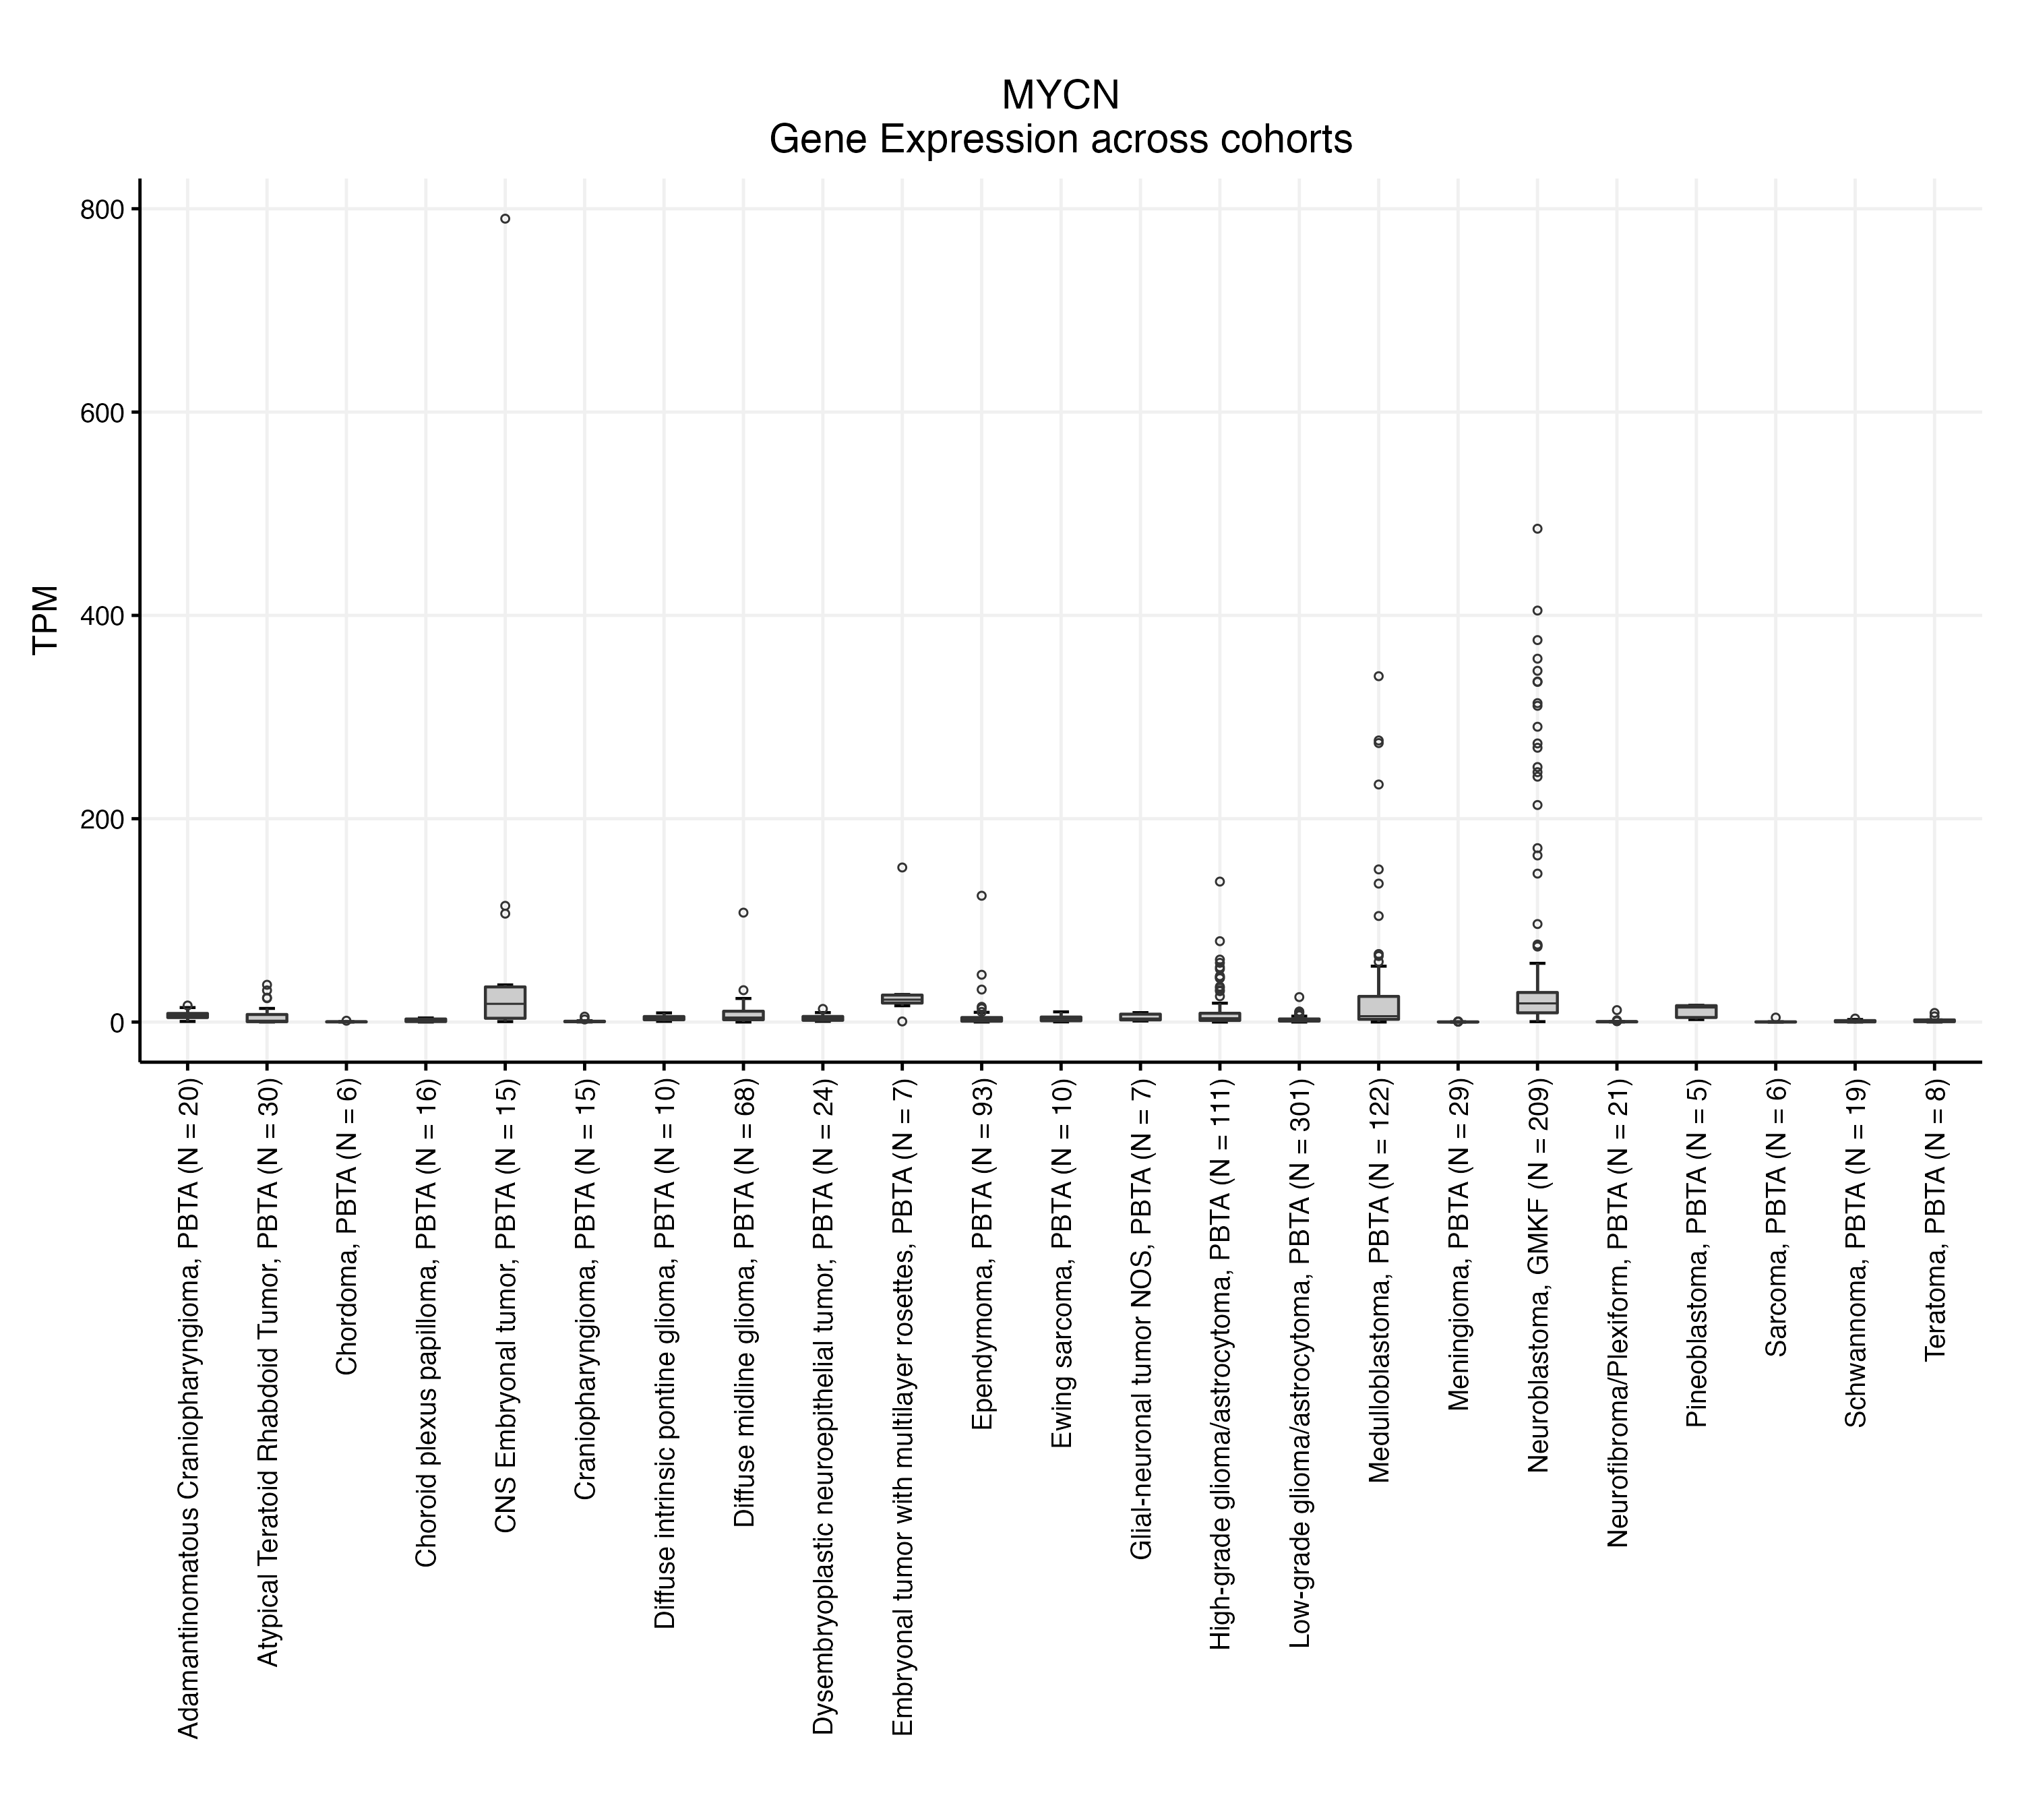 MYCN
Gene Expression across cohorts
TPM
800
600
400
200
0
Adamantinomatous Craniopharyngioma, PBTA (N = 20)
Atypical Teratoid Rhabdoid Tumor, PBTA (N = 30)
Chordoma, PBTA (N = 6)
Choroid plexus papilloma, PBTA (N = 16)
CNS Embryonal tumor, PBTA (N = 15)
Craniopharyngioma, PBTA (N = 15)
Diffuse intrinsic pontine glioma, PBTA (N = 10)
Diffuse midline glioma, PBTA (N = 68)
Dysembryoplastic neuroepithelial tumor, PBTA (N = 24)
Embryonal tumor with multilayer rosettes, PBTA (N = 7)
Ependymoma, PBTA (N = 93)
Ewing sarcoma, PBTA (N = 10)
Glial-neuronal tumor NOS, PBTA (N = 7)
High-grade glioma/astrocytoma, PBTA (N = 111)
Low-grade glioma/astrocytoma, PBTA (N = 301)
Medulloblastoma, PBTA (N = 122)
Meningioma, PBTA (N = 29)
Neuroblastoma, GMKF (N = 209)
Neurofibroma/Plexiform, PBTA (N = 21)
Pineoblastoma, PBTA (N = 5)
Sarcoma, PBTA (N = 6)
Schwannoma, PBTA (N = 19)
Teratoma, PBTA (N = 8)